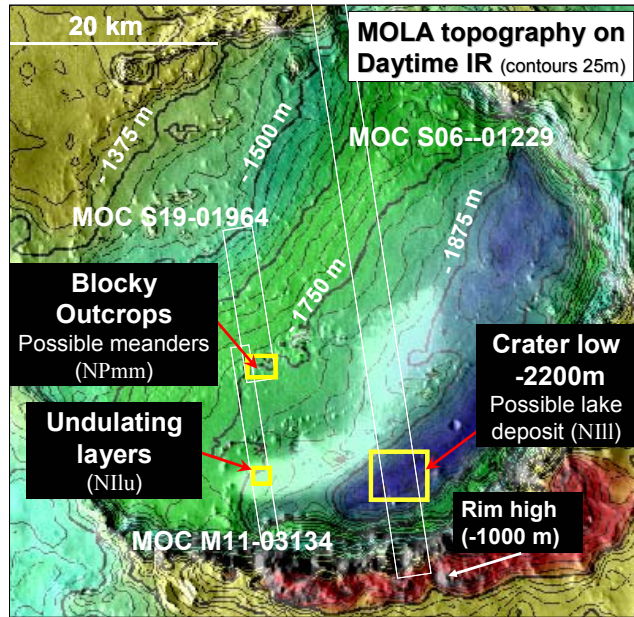 20 km
MOLA topography on
Daytime IR (contours 25m)
- 1375 m
- 1500 m
MOC S06--01229
MOC S19-01964
- 1875 m
- 1750 m
Blocky
Outcrops
Possible meanders
(NPmm)
Crater low
-2200m
Possible lake
deposit (NIll)
Undulating
layers
(NIlu)
Rim high
(-1000 m)
MOC M11-03134